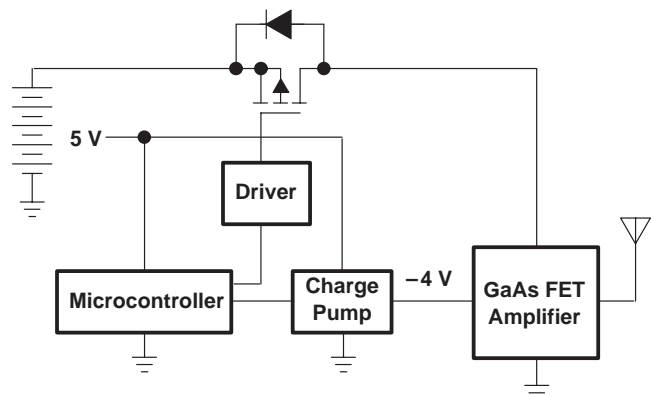 5 V
Driver
Microcontroller
Charge
Pump
–4 V
GaAs FET
Amplifier